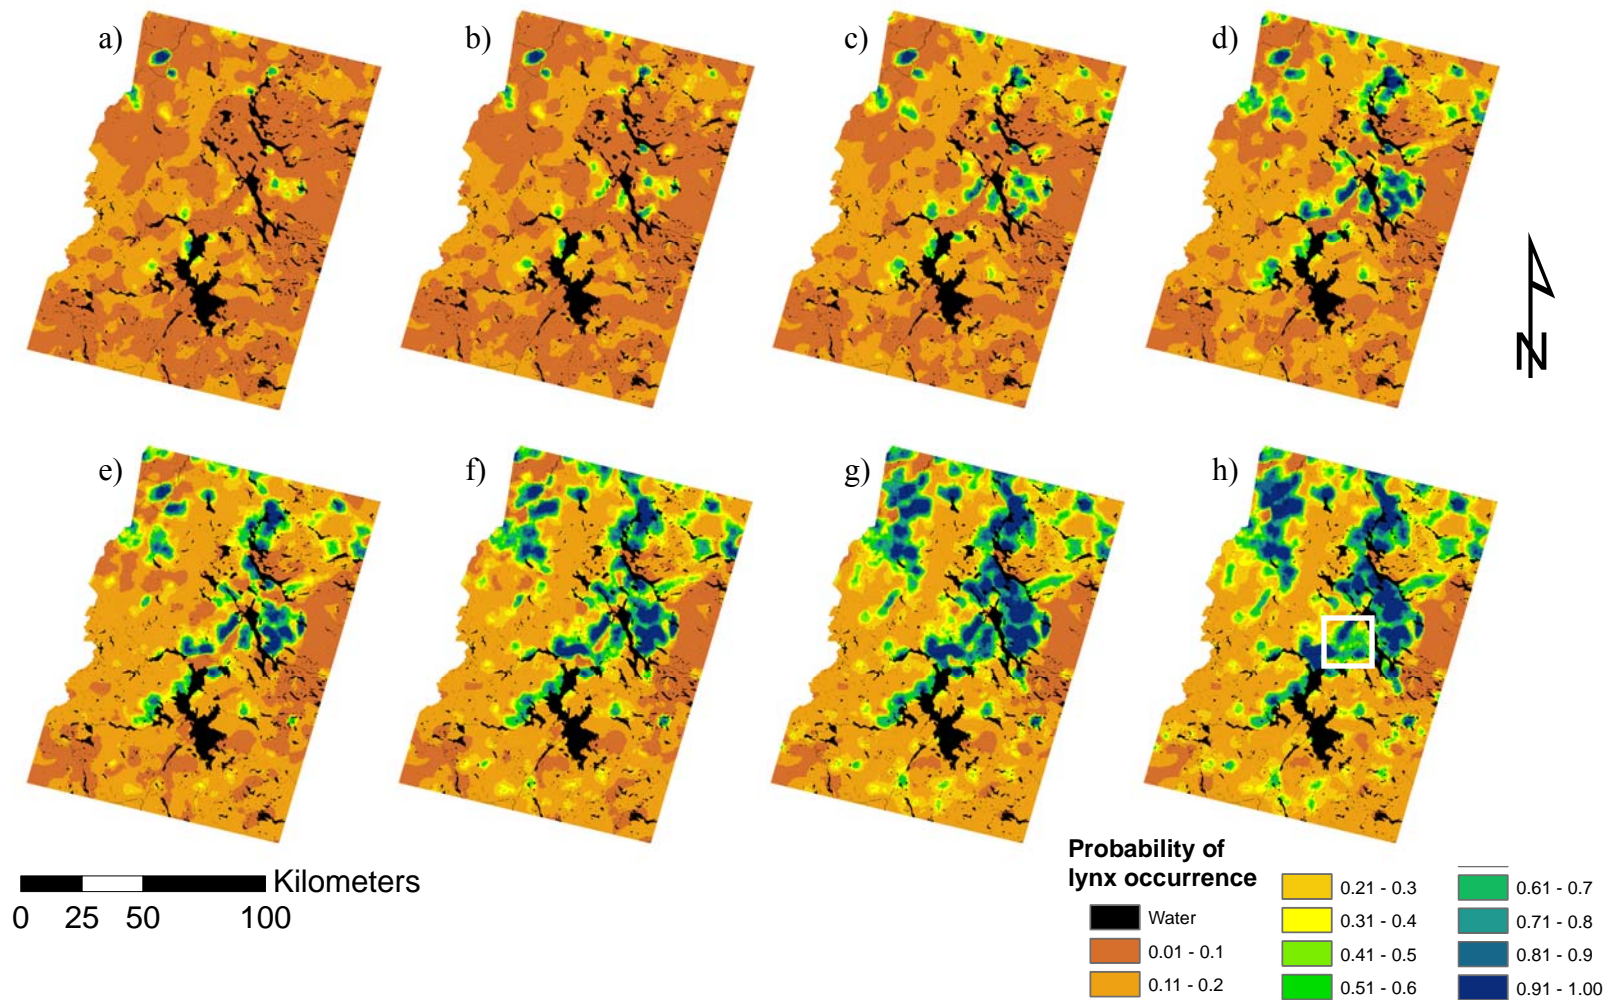 a)
b)
c)
d)
N
e)
f)
g)
h)
Kilometers
0 25 50 100
Probability of
lynx occurrence
Water
0.01 - 0.1
0.11 - 0.2
0.21 - 0.3
0.31 - 0.4
0.41 - 0.5
0.51 - 0.6
0.61 - 0.7
0.71 - 0.8
0.81 - 0.9
0.91 - 1.00